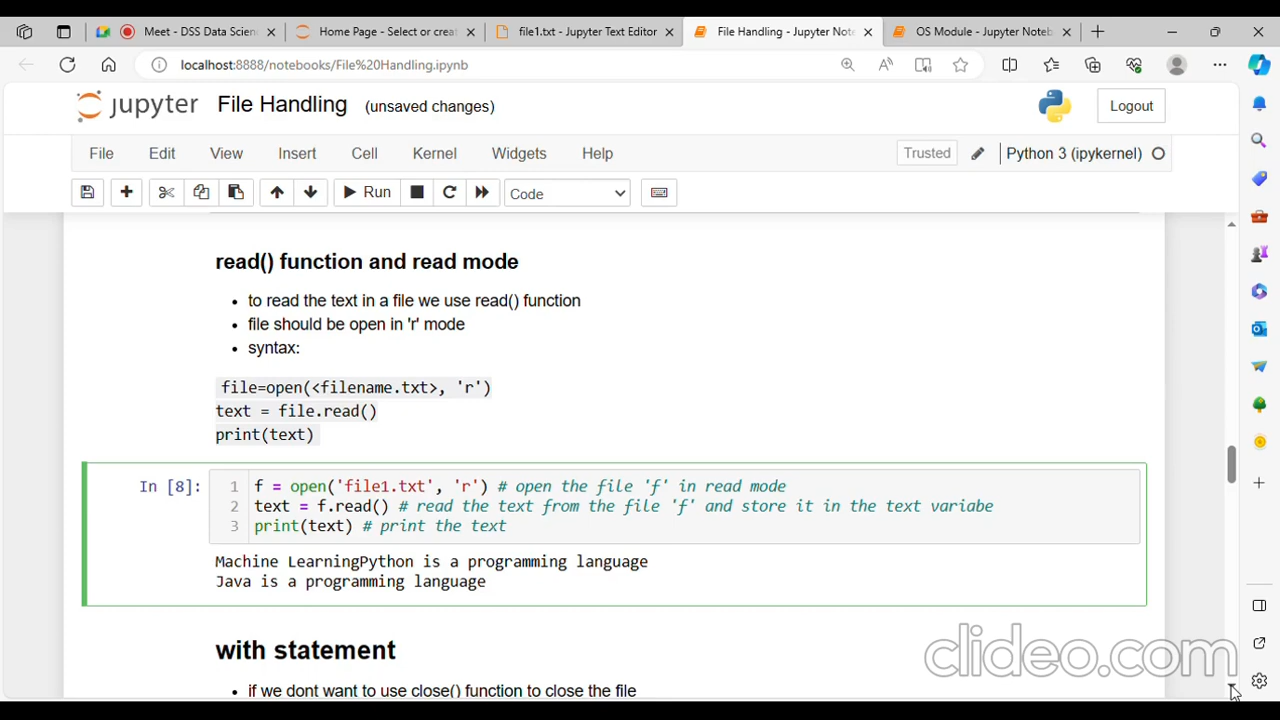 Meet - DSS Data Scien
Home Page - Select or crea
file1.txt - Jupyter Text Editor
File Handling - Jupyter Note
OS Module - Jupyter Noteb
localhost:8888/notebooks/File%20Handling.ipynb
jupyter File Handling (unsaved changes)
Logout
File Edit View Insert Cell Kernel Widgets Help
Trusted
Python 3 (ipykernel)
Run
Code
read() function and read mode
• to read the text in a file we use read() function
• file should be open in 'r' mode
• syntax:
file=open(<filename.txt>, 'r')
text = file.read()
print(text)
In [8]:
1 f = open('file1.txt', 'r') # open the file 'f' in read mode
2 text = f.read() # read the text from the file 'f' and store it in the text variabe
3 print(text) # print the text
Machine LearningPython is a programming language
Java is a programming language
with statement
• if we dont want to use close() function to close the file
clideo.com